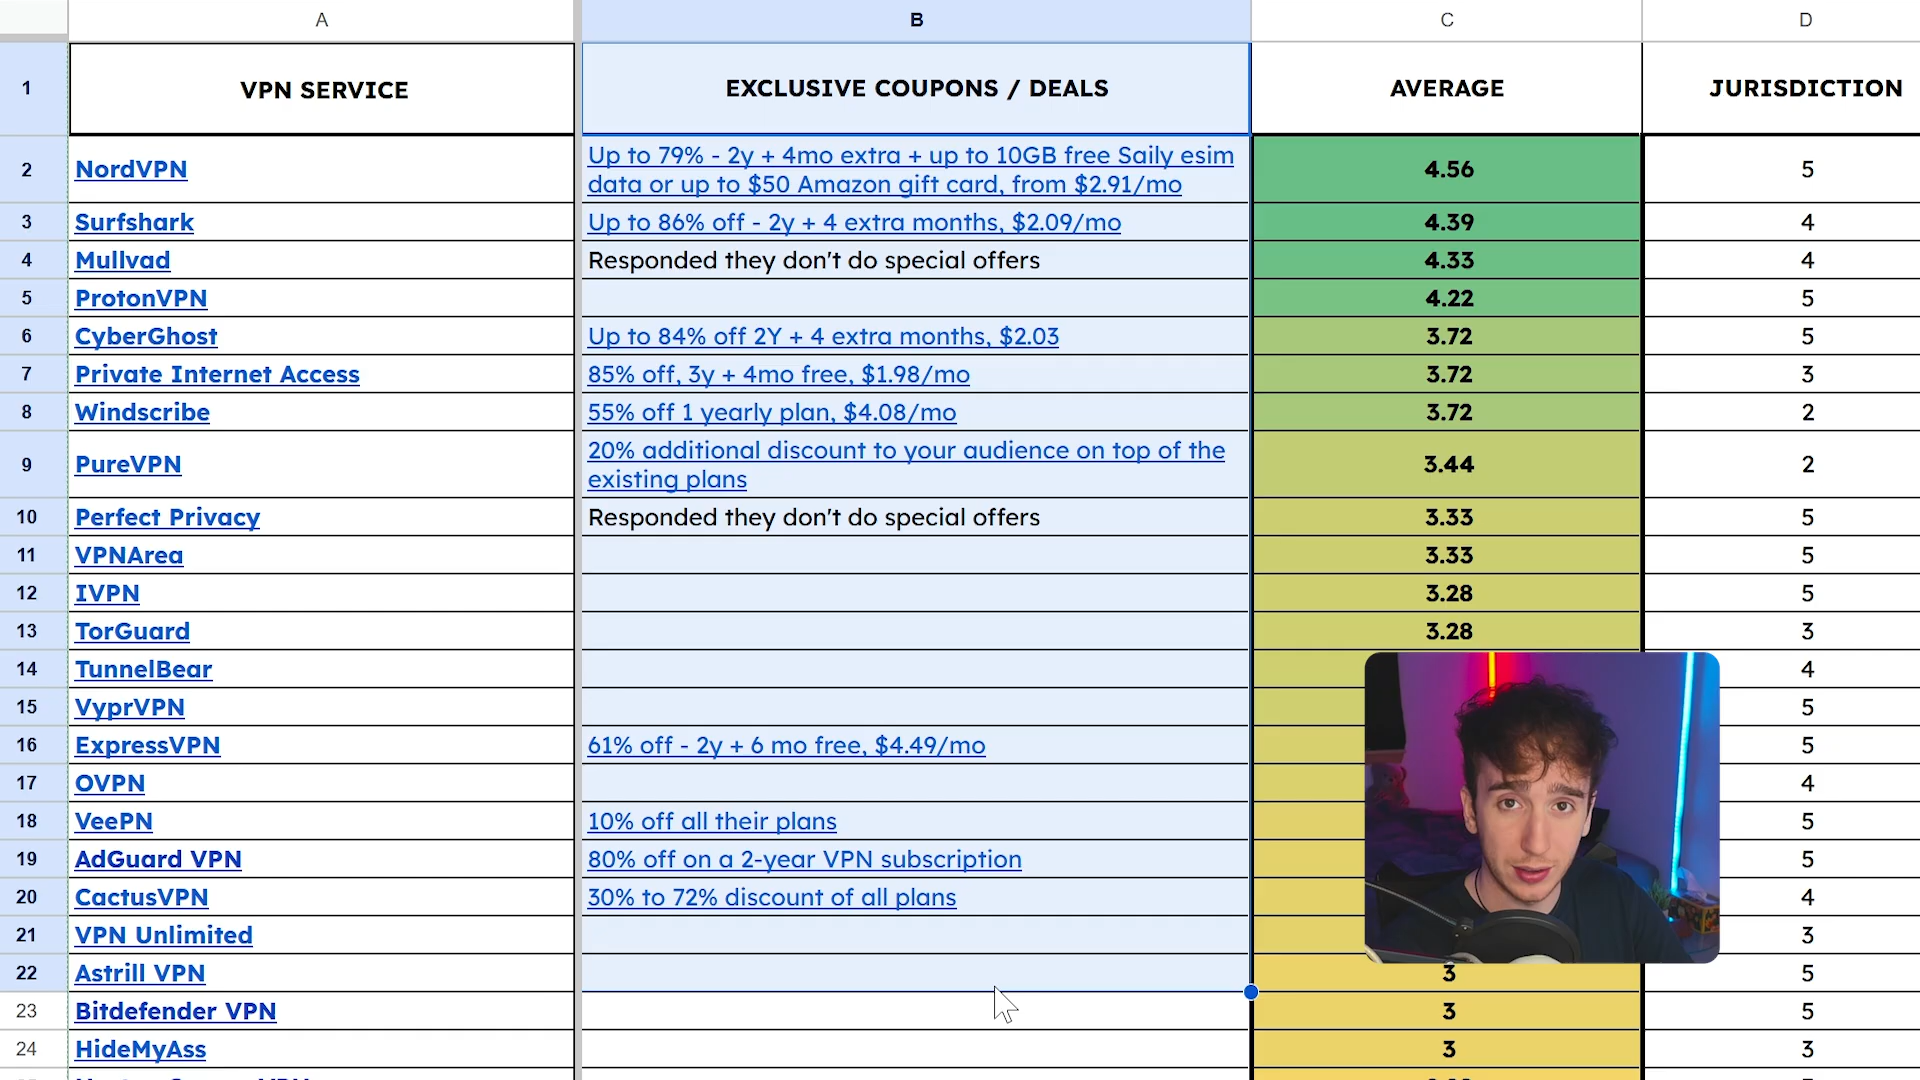 A B C D
1 VPN SERVICE EXCLUSIVE COUPONS / DEALS AVERAGE JURISDICTION
2 NordVPN Up to 79% - 2y + 4mo extra + up to 10GB free Saily esim
data or up to $50 Amazon gift card, from $2.91/mo 4.56 5
3 Surfshark Up to 86% off - 2y + 4 extra months, $2.09/mo 4.39 4
4 Mullvad Responded they don't do special offers 4.33 4
5 ProtonVPN 4.22 5
6 CyberGhost Up to 84% off 2Y + 4 extra months, $2.03 3.72 5
7 Private Internet Access 85% off, 3y + 4mo free, $1.98/mo 3.72 3
8 Windscribe 55% off 1 yearly plan, $4.08/mo 3.72 2
9 PureVPN 20% additional discount to your audience on top of the
existing plans 3.44 2
10 Perfect Privacy Responded they don't do special offers 3.33 5
11 VPNArea 3.33 5
12 IVPN 3.28 5
13 TorGuard 3.28 3
14 TunnelBear 4
15 VyprVPN 5
16 ExpressVPN 61% off - 2y + 6 mo free, $4.49/mo 5
17 OVPN 4
18 VeePN 10% off all their plans 5
19 AdGuard VPN 80% off on a 2-year VPN subscription 5
20 CactusVPN 30% to 72% discount of all plans 4
21 VPN Unlimited 3
22 Astrill VPN 3 5
23 Bitdefender VPN 3 5
24 HideMyAss 3 3